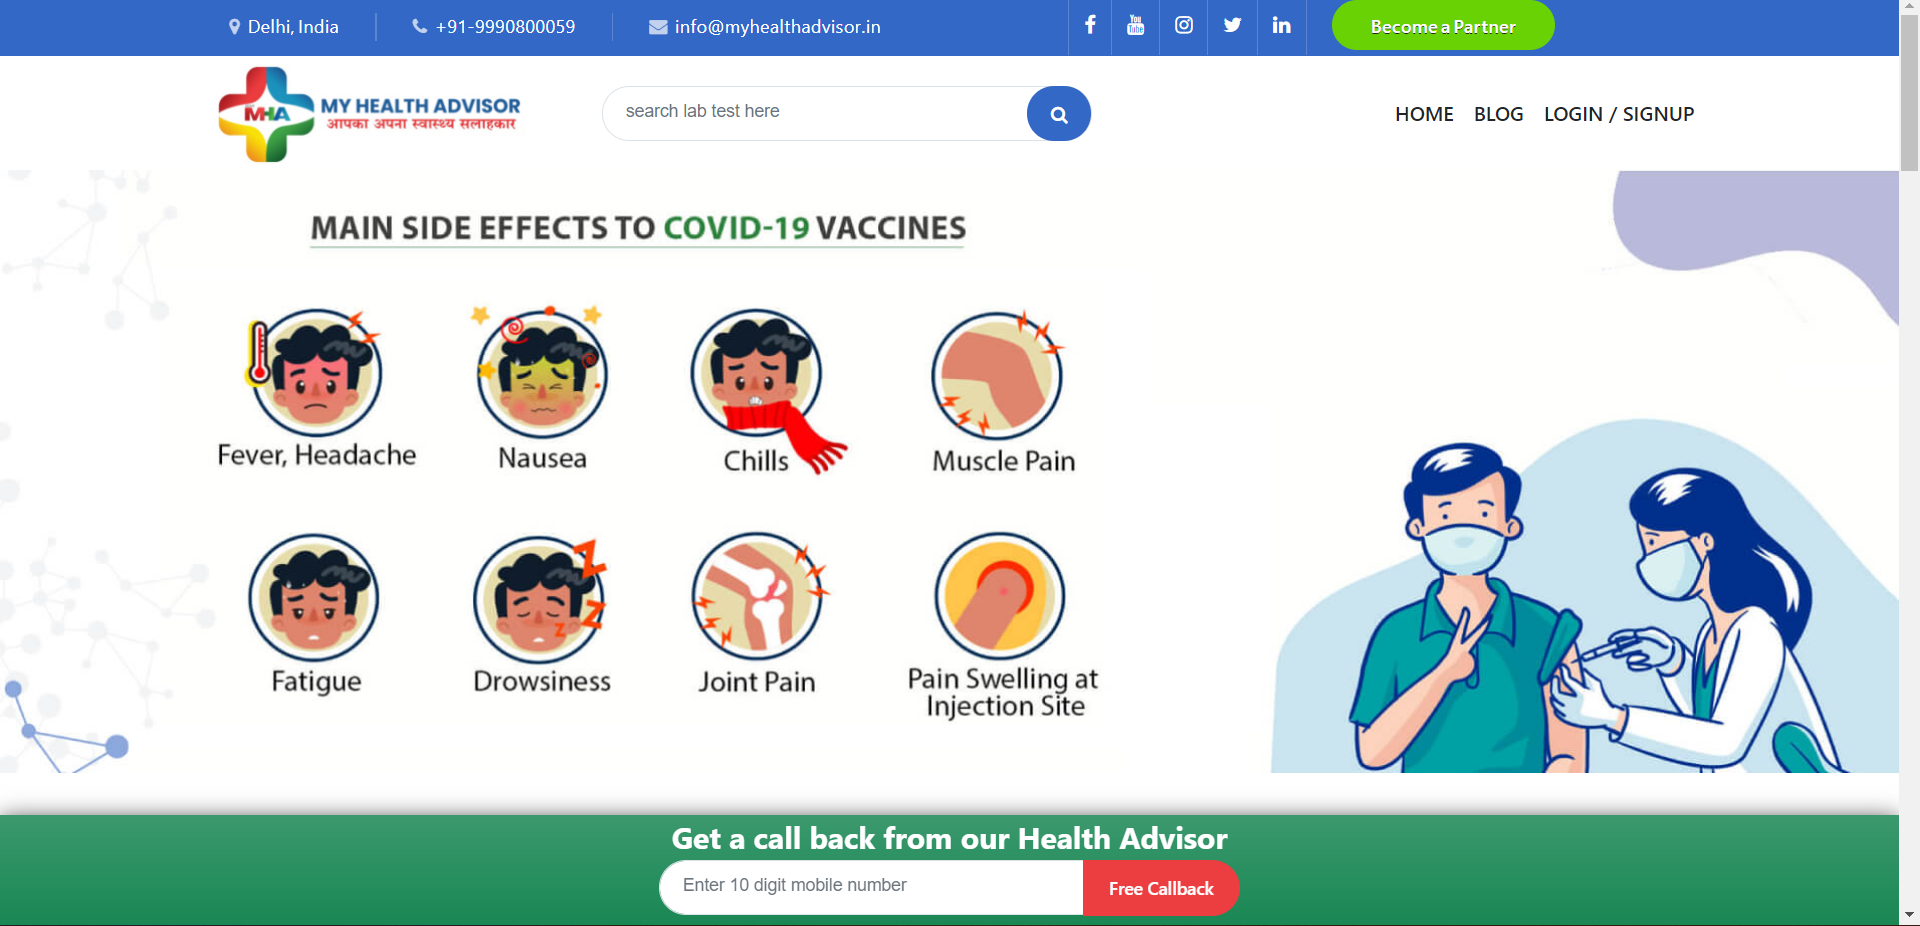 Delhi, India
+91-9990800059
info@myhealthadvisor.in
You
Tube
Become a Partner
MHA
MY HEALTH ADVISOR
आपका अपना स्वास्थ्य सलाहकार
search lab test here
HOME
BLOG
LOGIN / SIGNUP
MAIN SIDE EFFECTS TO COVID-19 VACCINES
Fever, Headache
Nausea
Chills
Muscle Pain
Fatigue
Z
Z
z
Drowsiness
Joint Pain
Pain Swelling at
Injection Site
Get a call back from our Health Advisor
Enter 10 digit mobile number
Free Callback